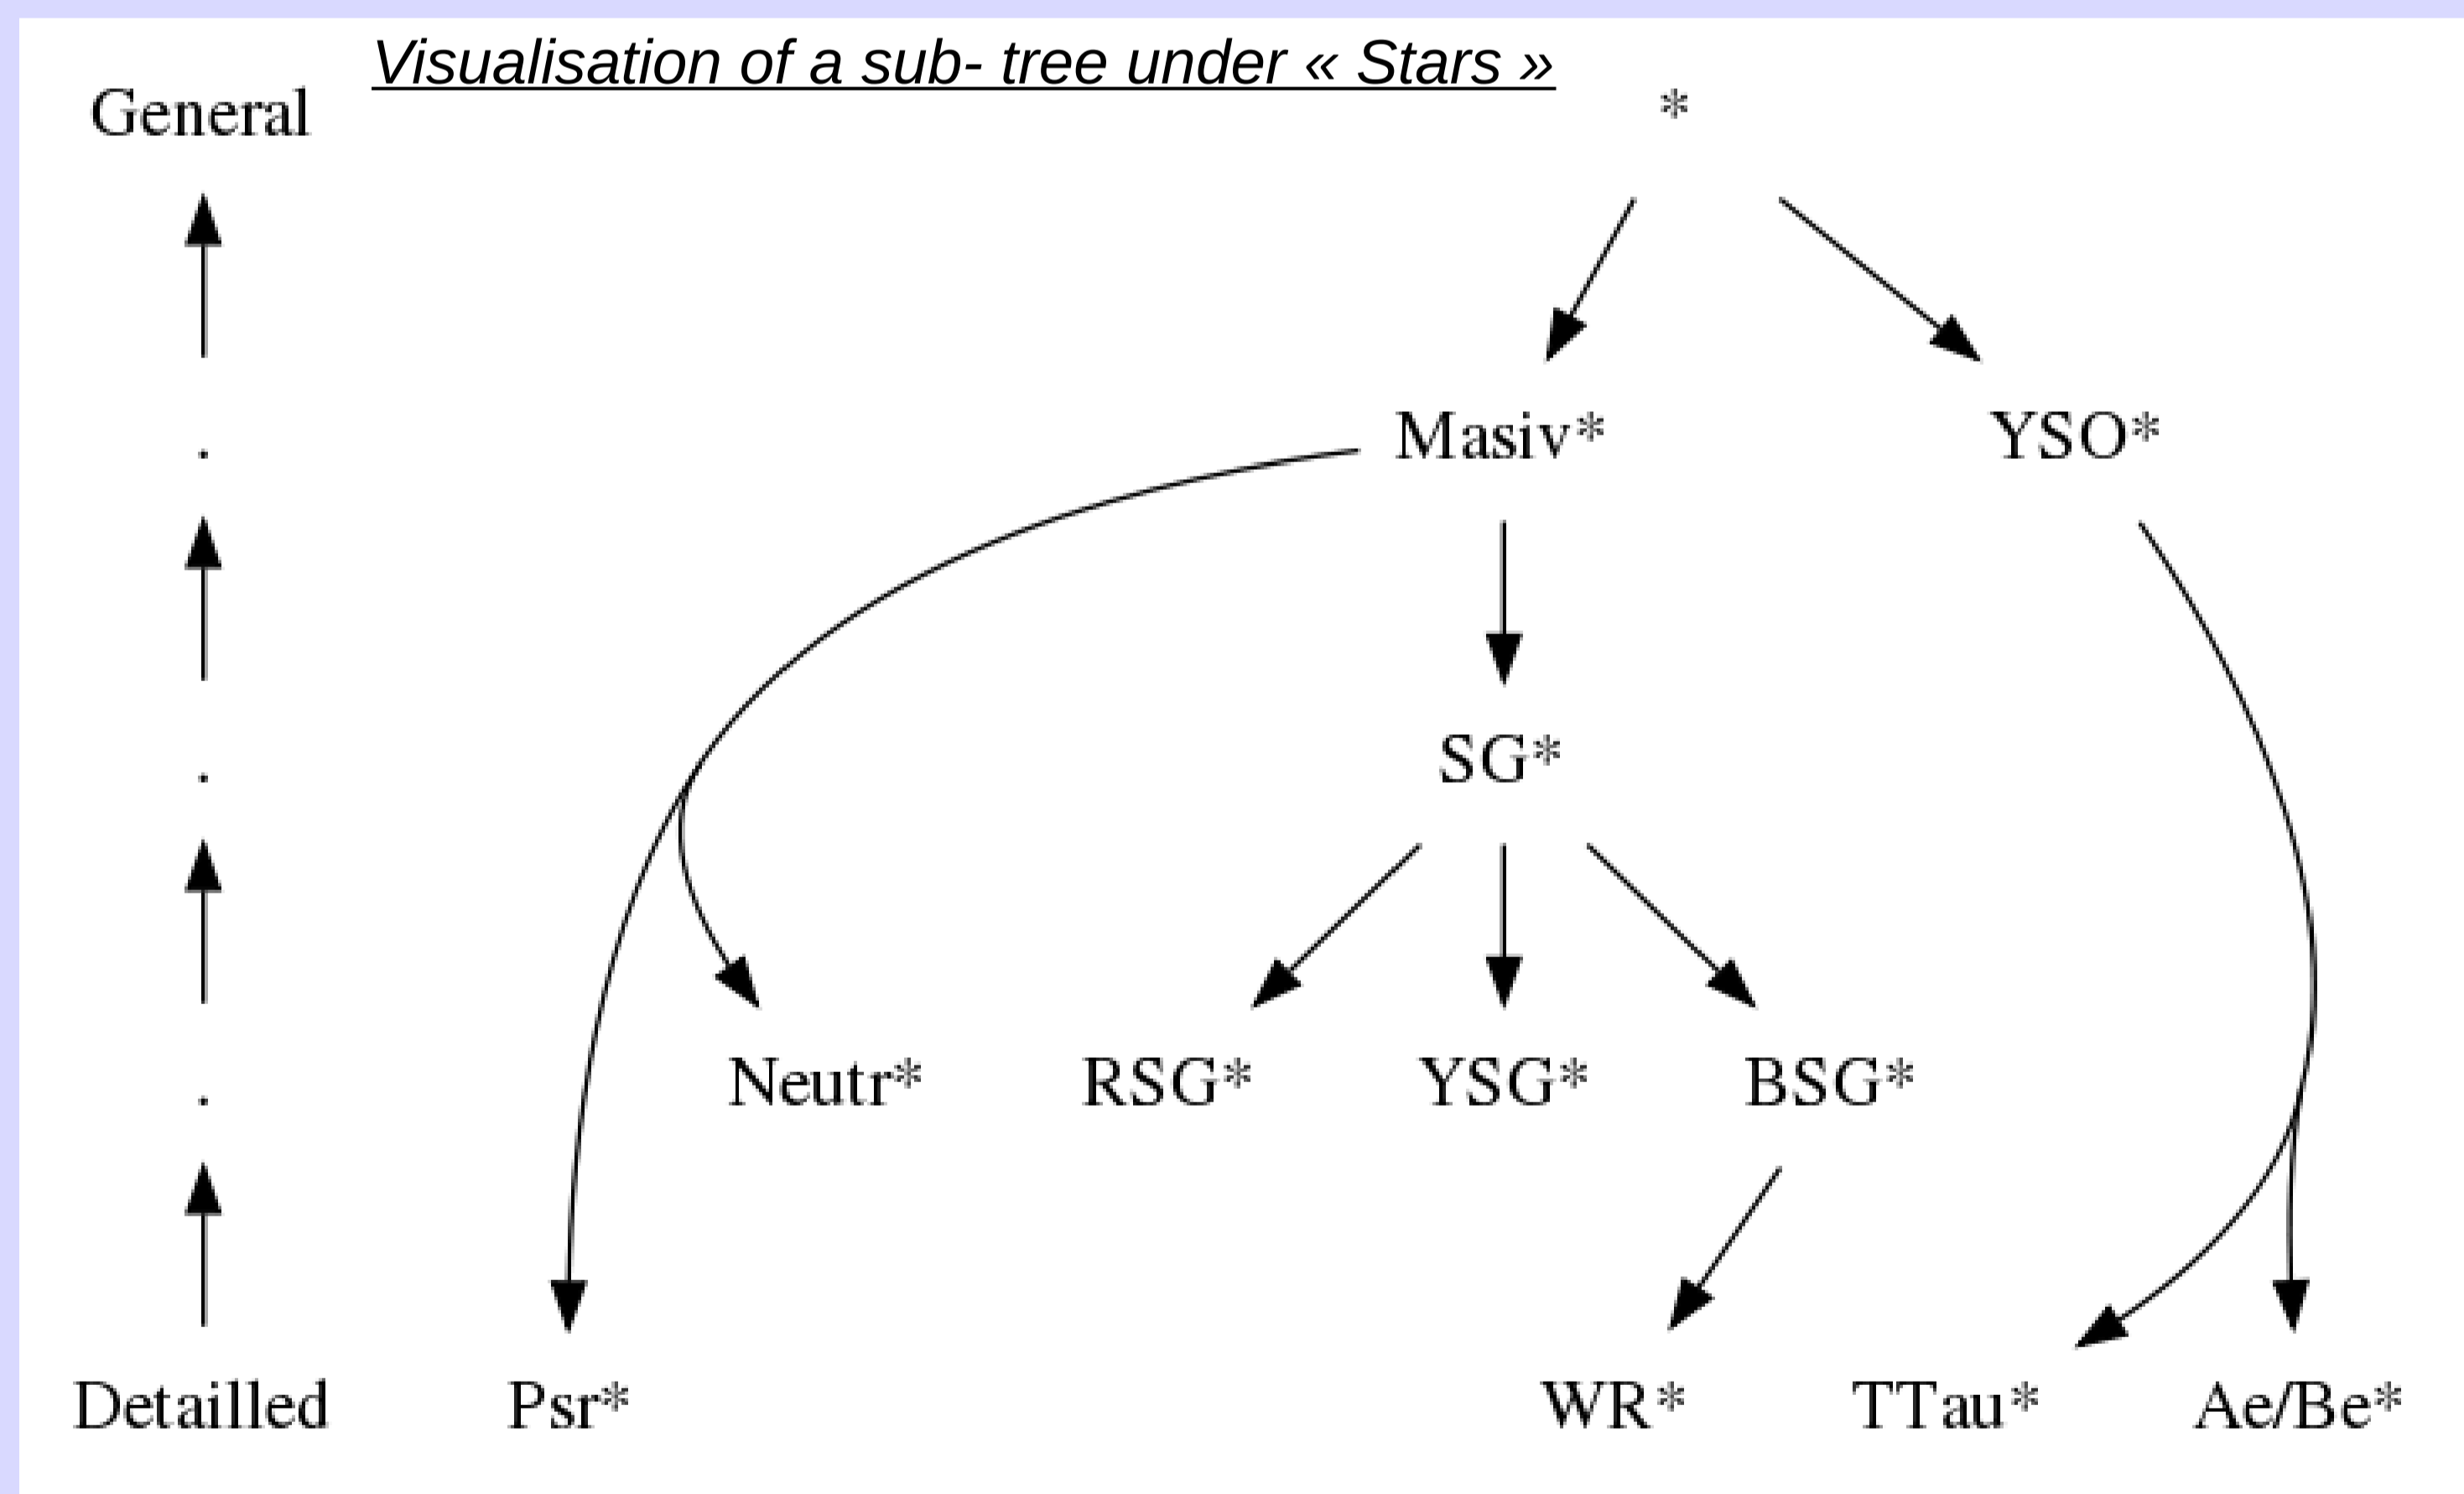 Visualisation of a sub- tree under « Stars »
General
*
.
Masiv*
YSO*
.
SG*
.
Neutr*
RSG*
YSG*
BSG*
Detailled
Psr*
WR*
TTau*
Ae/Be*